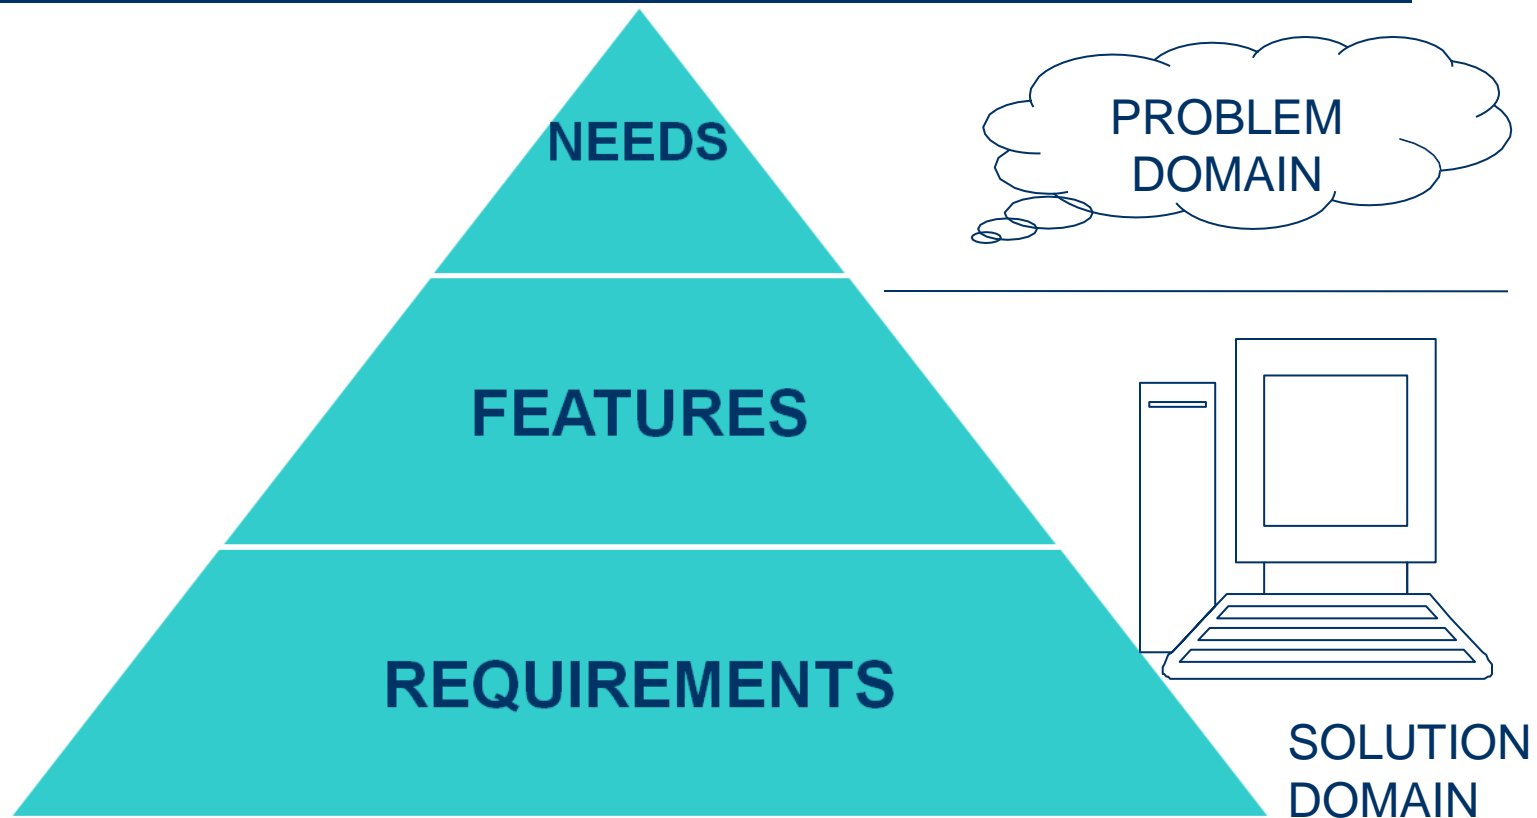 NEEDS
PROBLEM
DOMAIN
FEATURES
REQUIREMENTS
SOLUTION
DOMAIN